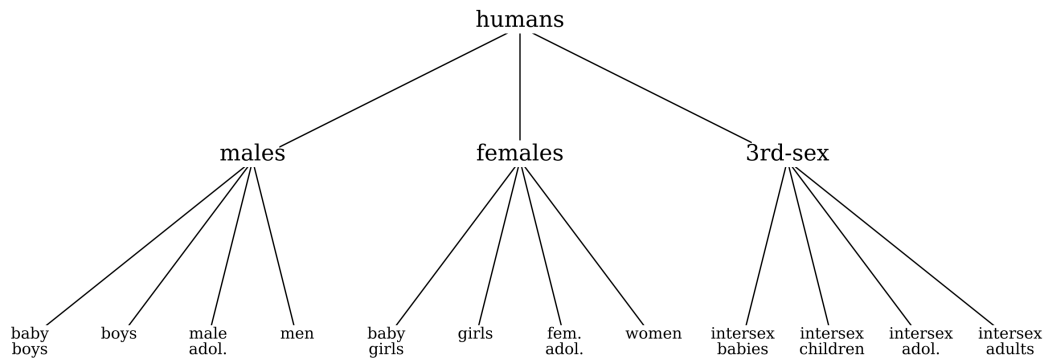 humans
males
females
3rd-sex
baby
boys
boys
male
adol.
men
baby
girls
girls
fem.
adol.
women
intersex
babies
intersex
children
intersex
adol.
intersex
adults